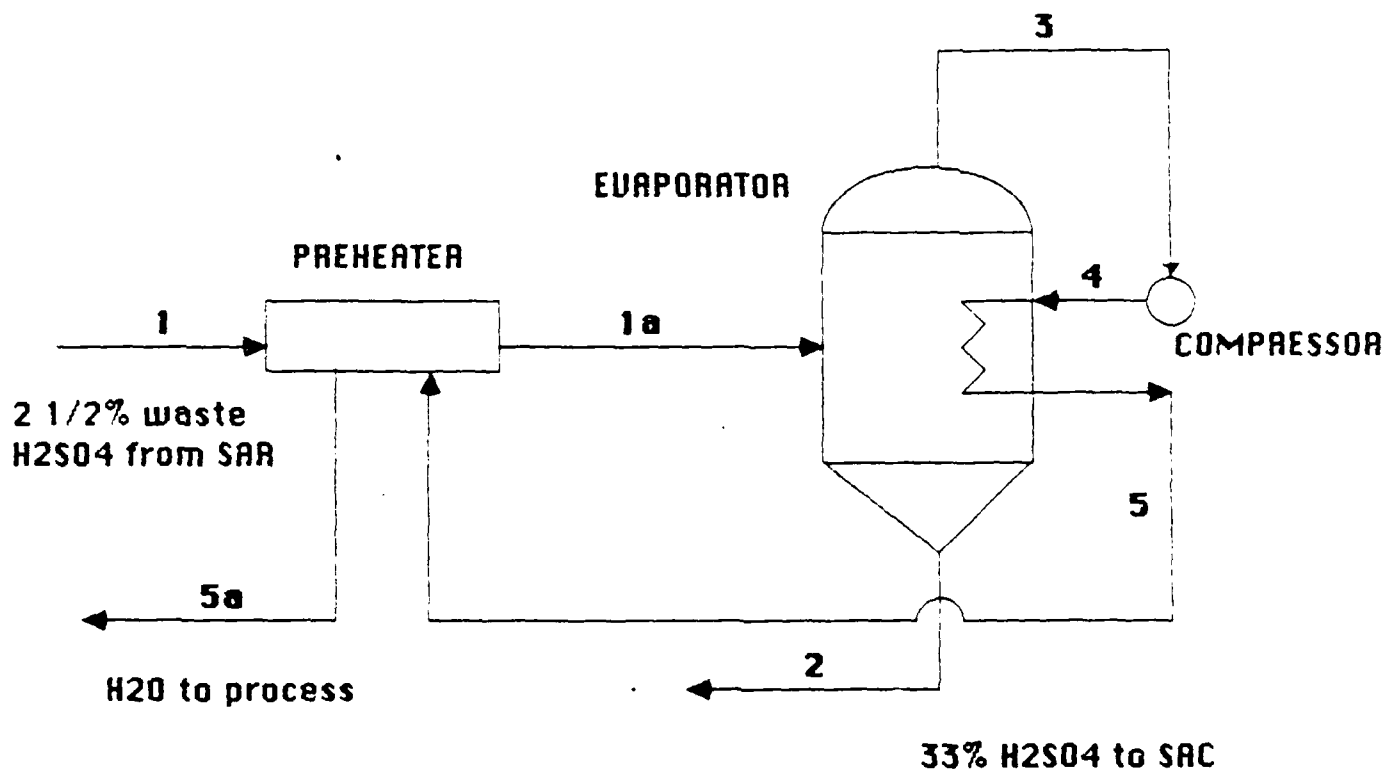 3
EVAPORATOR
PREHEATER
4
1
1a
COMPRESSOR
2 1/2% waste
H2SO4 from SAR
5
5a
2
H2O to process
33% H2SO4 to SAC